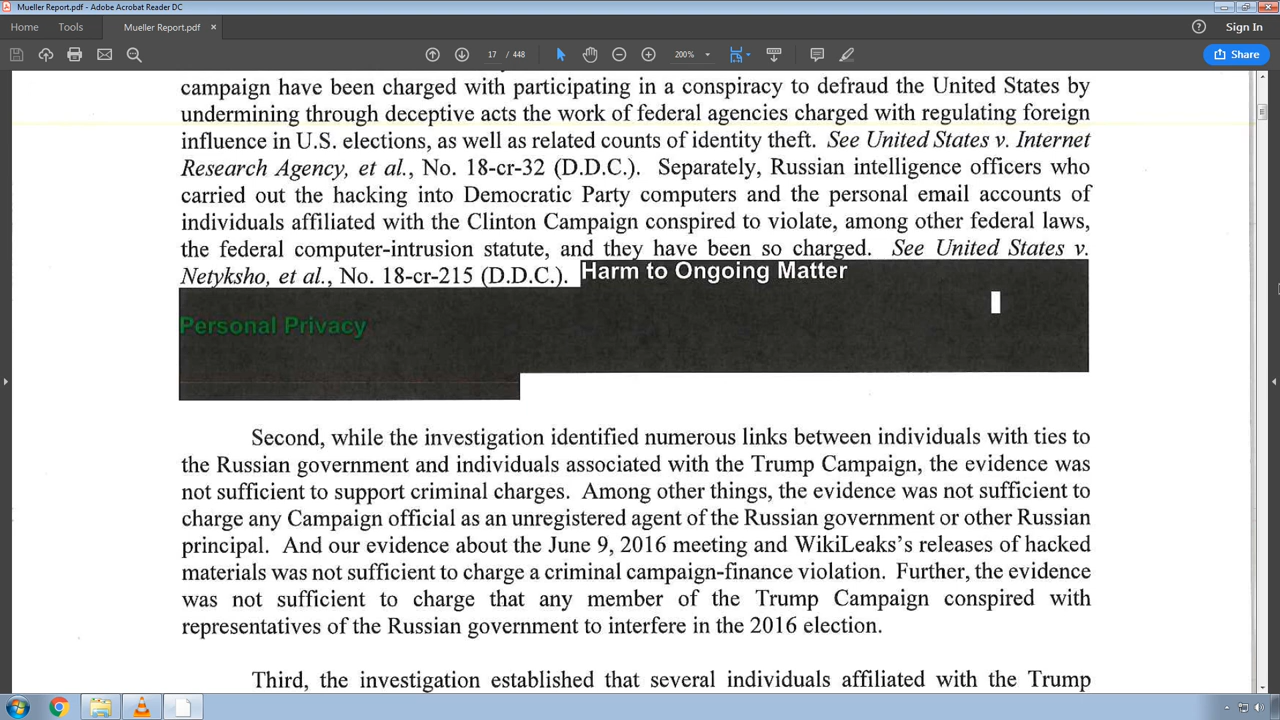 Mueller Report.pdf - Adobe Acrobat Reader DC
Home Tools Mueller Report.pdf × ? Sign In
17 / 448 200% Share
campaign have been charged with participating in a conspiracy to defraud the United States by
undermining through deceptive acts the work of federal agencies charged with regulating foreign
influence in U.S. elections, as well as related counts of identity theft. See United States v. Internet
Research Agency, et al., No. 18-cr-32 (D.D.C.). Separately, Russian intelligence officers who
carried out the hacking into Democratic Party computers and the personal email accounts of
individuals affiliated with the Clinton Campaign conspired to violate, among other federal laws,
the federal computer-intrusion statute, and they have been so charged. See United States v.
Netyksho, et al., No. 18-cr-215 (D.D.C.). Harm to Ongoing Matter
Personal Privacy
Second, while the investigation identified numerous links between individuals with ties to
the Russian government and individuals associated with the Trump Campaign, the evidence was
not sufficient to support criminal charges. Among other things, the evidence was not sufficient to
charge any Campaign official as an unregistered agent of the Russian government or other Russian
principal. And our evidence about the June 9, 2016 meeting and WikiLeaks's releases of hacked
materials was not sufficient to charge a criminal campaign-finance violation. Further, the evidence
was not sufficient to charge that any member of the Trump Campaign conspired with
representatives of the Russian government to interfere in the 2016 election.
Third, the investigation established that several individuals affiliated with the Trump